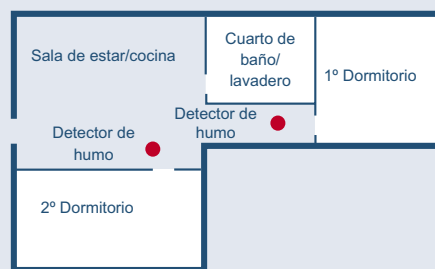 Sala de estar/cocina
Cuarto de
baño/
lavadero
1º Dormitorio
Detector de
humo
Detector de
humo
2º Dormitorio